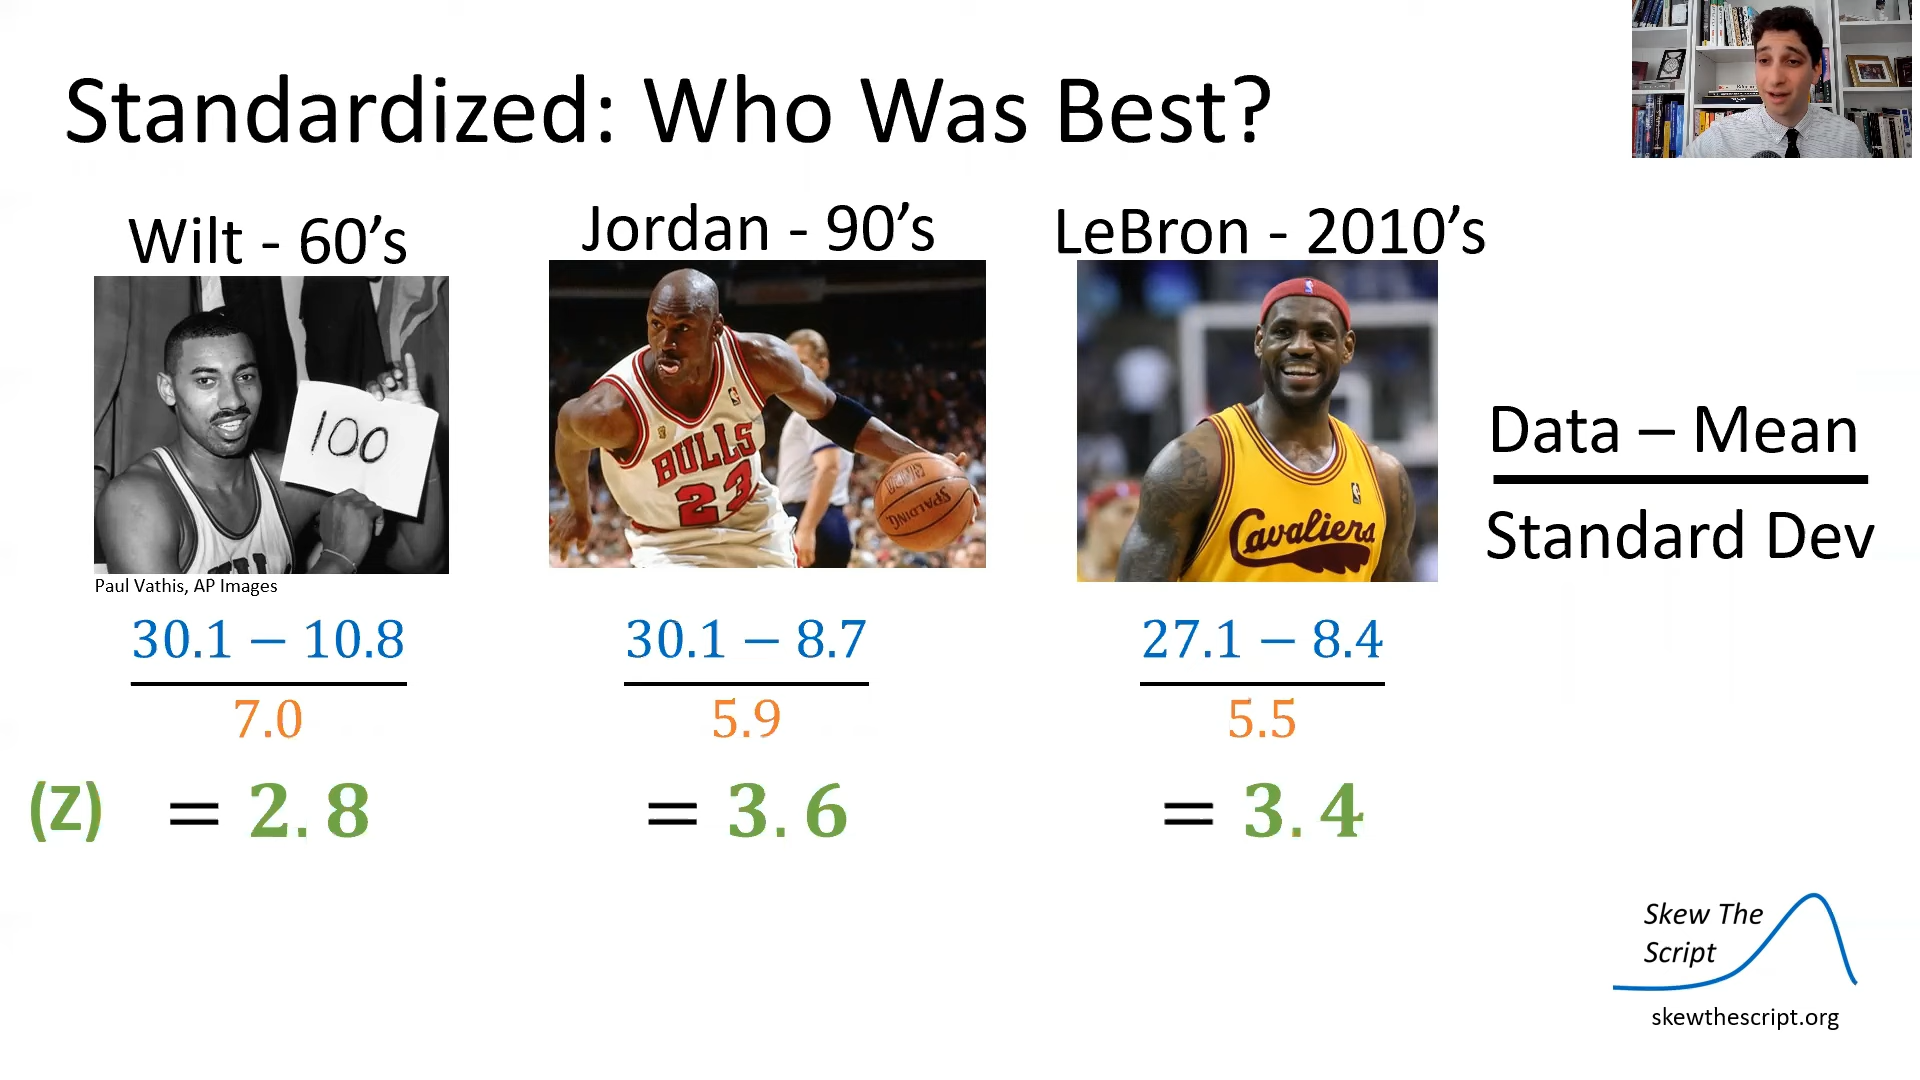 Standardized: Who Was Best?
Wilt - 60's
Jordan - 90's
LeBron - 2010's
100
BULLS
23
SPALDING
Cavaliers
Data – Mean
Standard Dev
Paul Vathis, AP Images
30.1 − 10.8
7.0
30.1 − 8.7
5.9
27.1 − 8.4
5.5
(Z) = 2.8
= 3.6
= 3.4
Skew The
Script
skewthescript.org